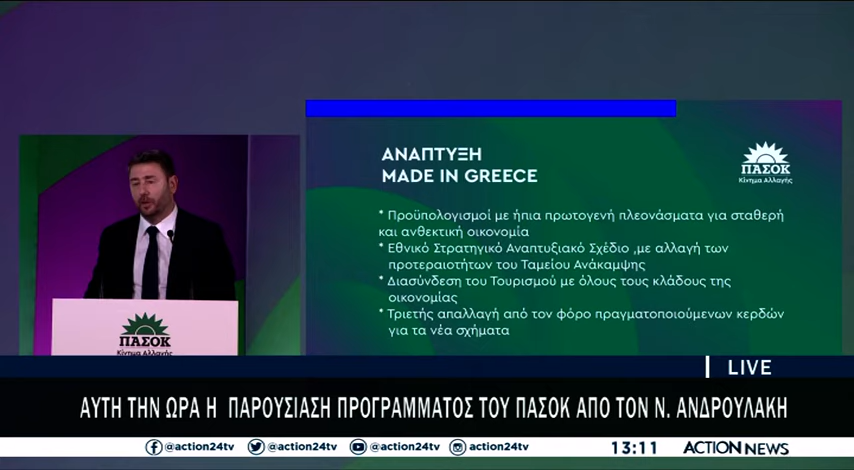 ΑΝΑΠΤΥΞΗ
MADE IN GREECE
ΠΑΣΟΚ
Κίνημα Αλλαγής
* Προϋπολογισμοί με ήπια πρωτογενή πλεονάσματα για σταθερή
και ανθεκτική οικονομία
* Εθνικό Στρατηγικό Αναπτυξιακό Σχέδιο ,με αλλαγή των
προτεραιοτήτων του Ταμείου Ανάκαμψης
* Διασύνδεση του Τουρισμού με όλους τους κλάδους της
οικονομίας
* Τριετής απαλλαγή από τον φόρο πραγματοποιούμενων κερδών
για τα νέα σχήματα
ΠΑΣΟΚ
Κίνημα Αλλαγής
LIVE
ΑΥΤΗ ΤΗΝ ΩΡΑ Η ΠΑΡΟΥΣΙΑΣΗ ΠΡΟΓΡΑΜΜΑΤΟΣ ΤΟΥ ΠΑΣΟΚ ΑΠΟ ΤΟΝ Ν. ΑΝΔΡΟΥΛΑΚΗ
@action24tv @action24tv @action24tv @action24tv 13:11 ACTION NEWS